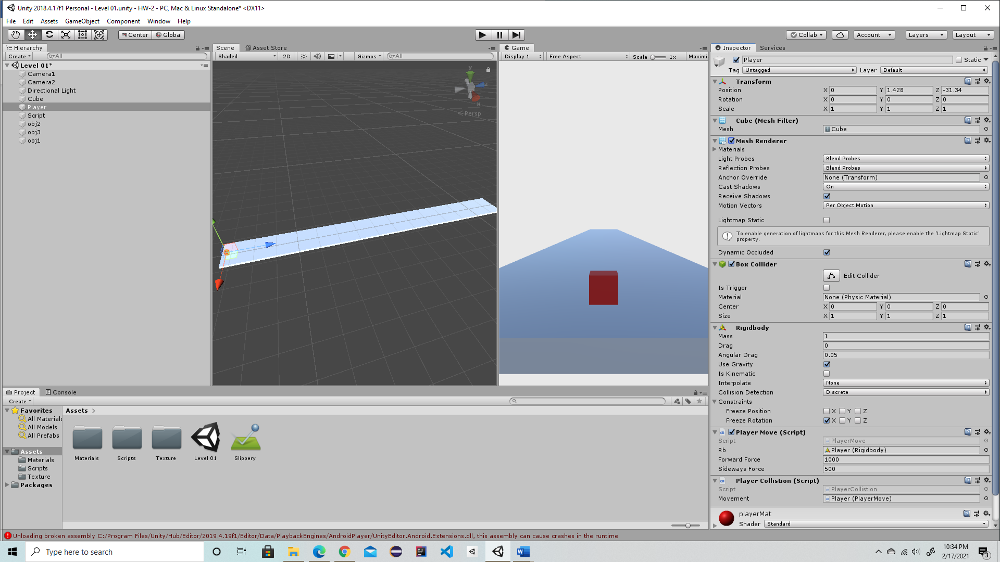 Unity 2018.4.17f1 Personal - Level 01.unity - HW-2 - PC, Mac & Linux Standalone* <DX11>
File Edit Assets GameObject Component Window Help
Center Global Collab Account Layers Layout
Hierarchy
Create All
Level 01*
Camera1
Camera2
Directional Light
Cube
Player
Script
obj2
obj3
obj1
Scene Asset Store
Shaded 2D Gizmos All
y
z
x
Persp
Game
Display 1 Free Aspect Scale 1x Maximi
Inspector Services
Player Static
Tag Untagged Layer Default
Transform
Position X 0 Y 1.428 Z -31.34
Rotation X 0 Y 0 Z 0
Scale X 1 Y 1 Z 1
Cube (Mesh Filter)
Mesh Cube
Mesh Renderer
Materials
Light Probes Blend Probes
Reflection Probes Blend Probes
Anchor Override None (Transform)
Cast Shadows On
Receive Shadows
Motion Vectors Per Object Motion
Lightmap Static
To enable generation of lightmaps for this Mesh Renderer, please enable the 'Lightmap Static'
property.
Dynamic Occluded
Box Collider
Edit Collider
Is Trigger
Material None (Physic Material)
Center X 0 Y 0 Z 0
Size X 1 Y 1 Z 1
Rigidbody
Mass 1
Drag 0
Angular Drag 0.05
Use Gravity
Is Kinematic
Interpolate None
Collision Detection Discrete
Constraints
Freeze Position X Y Z
Freeze Rotation X Y Z
Player Move (Script)
Script PlayerMove
Rb Player (Rigidbody)
Forward Force 1000
Sideways Force 500
Player Collistion (Script)
Script PlayerCollistion
Movement Player (PlayerMove)
playerMat
Shader Standard
Project Console
Create
Favorites
All Materials
All Models
All Prefabs
Assets
Materials
Scripts
Texture
Packages
Assets
Materials Scripts Texture Level 01 Slippery
Unloading broken assembly C:/Program Files/Unity/Hub/Editor/2019.4.19f1/Editor/Data/PlaybackEngines/AndroidPlayer/UnityEditor.Android.Extensions.dll, this assembly can cause crashes in the runtime
Type here to search
10:34 PM
2/17/2021
3